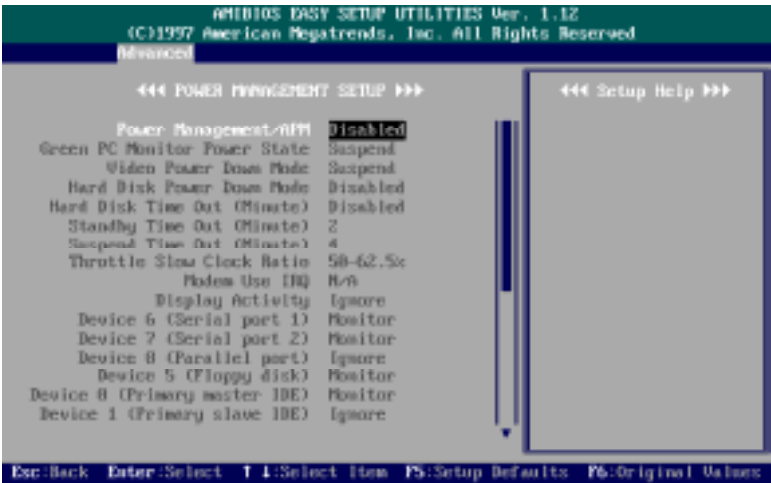 AMIBIOS EASY SETUP UTILITIES Ver. 1.12
(C)1997 American Megatrends, Inc. All Rights Reserved
Advanced
POWER MANAGEMENT SETUP
Setup Help
Power Management/APM Disabled
Green PC Monitor Power State Suspend
Video Power Down Mode Suspend
Hard Disk Power Down Mode Disabled
Hard Disk Time Out (Minute) Disabled
Standby Time Out (Minute) 2
Suspend Time Out (Minute) 4
Throttle Slow Clock Ratio 50-62.5%
Modem Use IRQ N/A
Display Activity Ignore
Device 6 (Serial port 1) Monitor
Device 7 (Serial port 2) Monitor
Device 8 (Parallel port) Ignore
Device 5 (Floppy disk) Monitor
Device 0 (Primary master IDE) Monitor
Device 1 (Primary slave IDE) Ignore
Esc:Back Enter:Select ↑ ↓:Select Item F5:Setup Defaults F6:Original Values